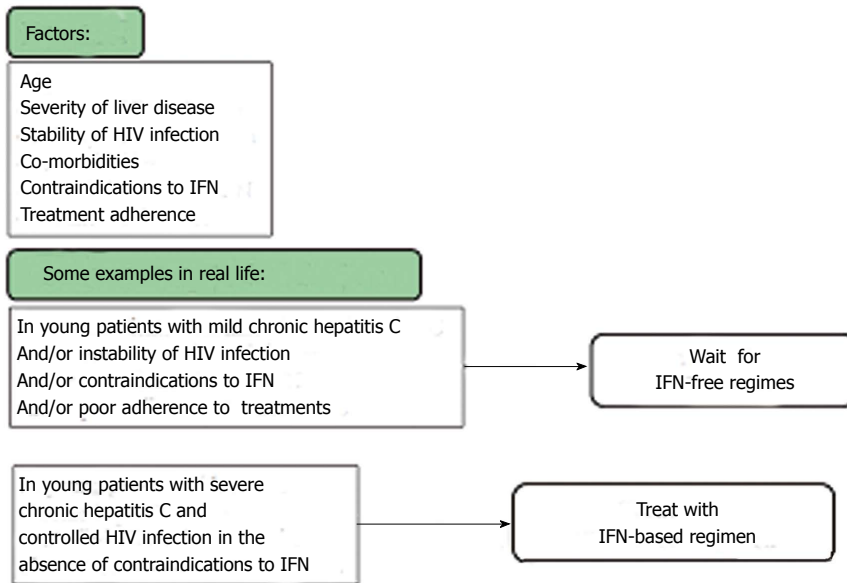 Factors:
Age
Severity of liver disease
Stability of HIV infection
Co-morbidities
Contraindications to IFN
Treatment adherence
Some examples in real life:
In young patients with mild chronic hepatitis C
And/or instability of HIV infection
And/or contraindications to IFN
And/or poor adherence to treatments
Wait for
IFN-free regimes
In young patients with severe
chronic hepatitis C and
controlled HIV infection in the
absence of contraindications to IFN
Treat with
IFN-based regimen